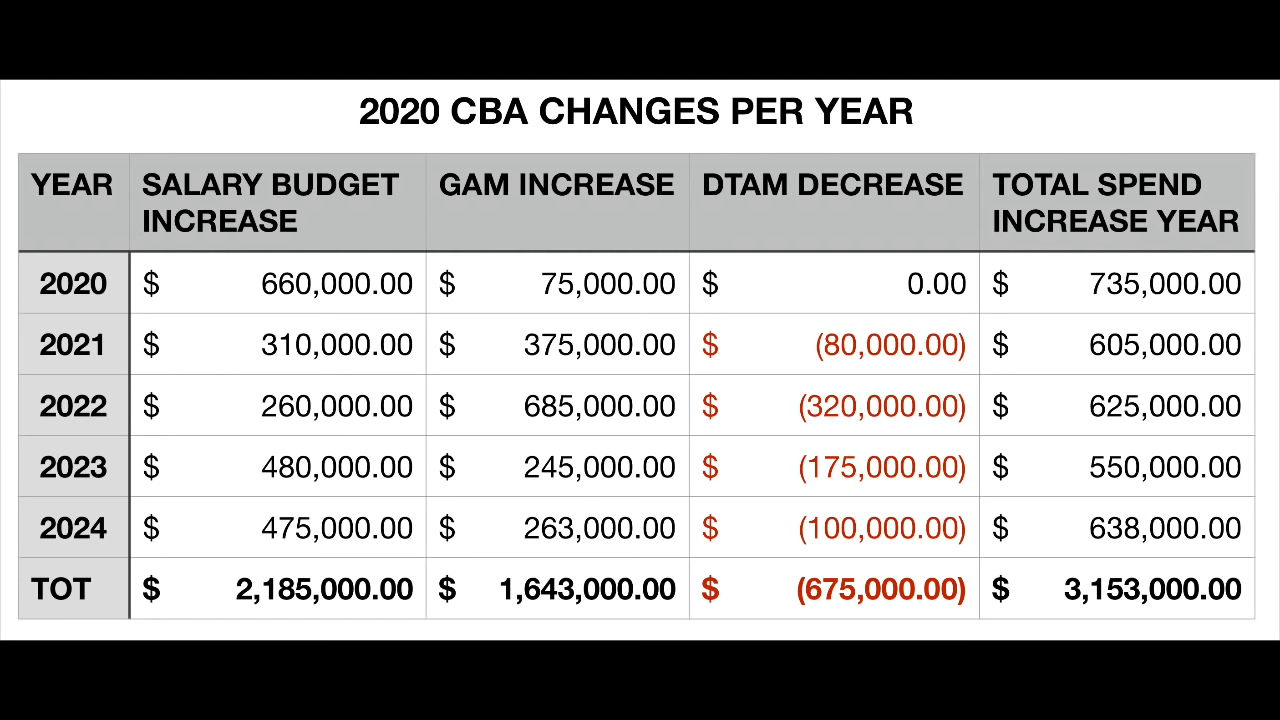 2020 CBA CHANGES PER YEAR
YEAR SALARY BUDGET INCREASE GAM INCREASE DTAM DECREASE TOTAL SPEND INCREASE YEAR
2020 $ 660,000.00 $ 75,000.00 $ 0.00 $ 735,000.00
2021 $ 310,000.00 $ 375,000.00 $ (80,000.00) $ 605,000.00
2022 $ 260,000.00 $ 685,000.00 $ (320,000.00) $ 625,000.00
2023 $ 480,000.00 $ 245,000.00 $ (175,000.00) $ 550,000.00
2024 $ 475,000.00 $ 263,000.00 $ (100,000.00) $ 638,000.00
TOT $ 2,185,000.00 $ 1,643,000.00 $ (675,000.00) $ 3,153,000.00